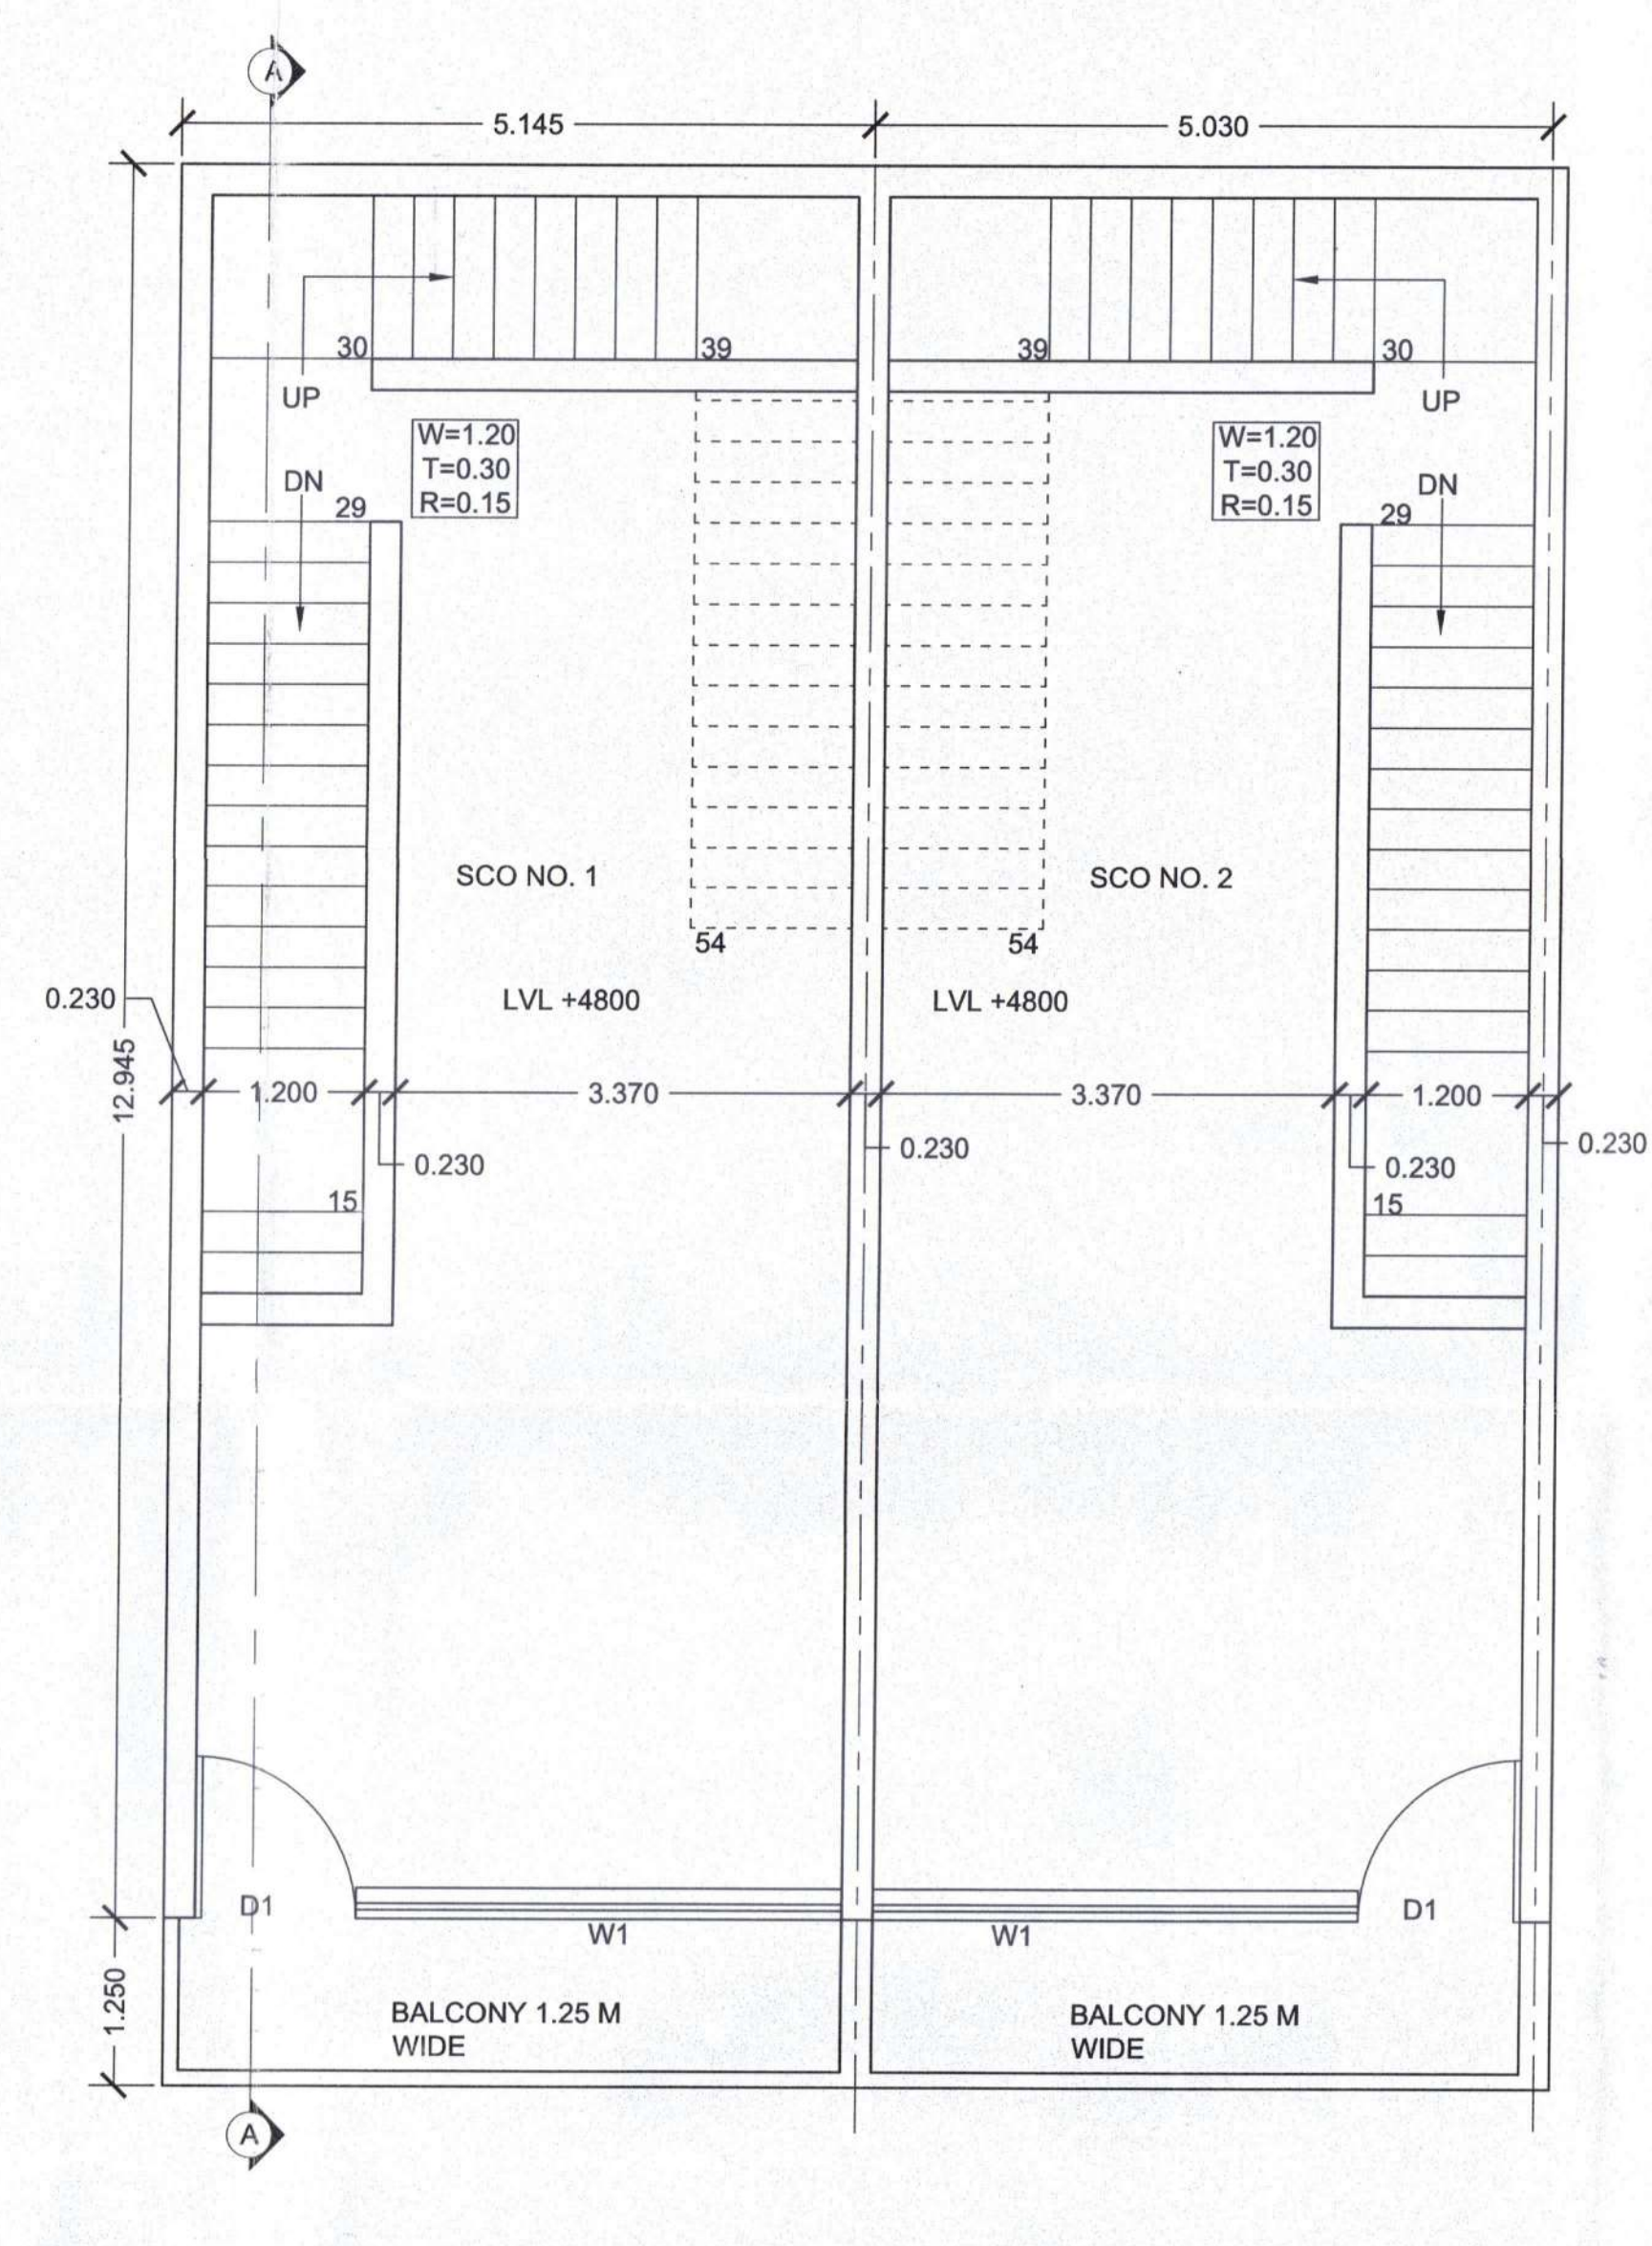 A
5.145
5.030
30
39
39
30
UP
UP
W=1.20
T=0.30
R=0.15
W=1.20
T=0.30
R=0.15
DN
DN
29
29
SCO NO. 1
SCO NO. 2
54
54
0.230
LVL +4800
LVL +4800
12.945
1.200
3.370
3.370
1.200
0.230
0.230
0.230
0.230
15
15
D1
D1
W1
W1
1.250
BALCONY 1.25 M
WIDE
BALCONY 1.25 M
WIDE
A